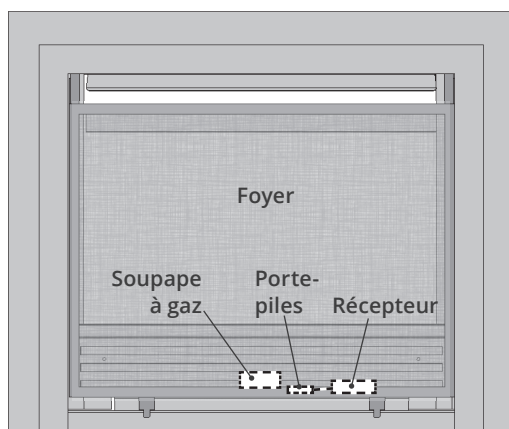 Foyer
Soupape
à gaz
Porte-
piles
Récepteur